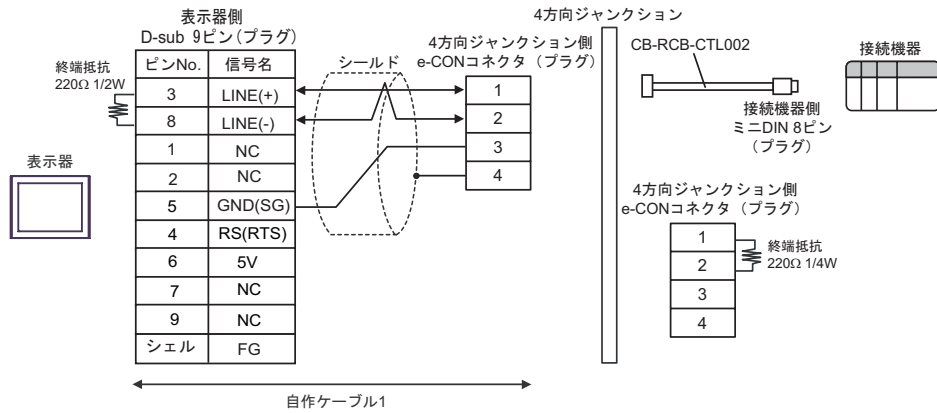 表示器側
D-sub 9ピン(プラグ)
ピンNo. 信号名
3 LINE(+)
8 LINE(-)
1 NC
2 NC
5 GND(SG)
4 RS(RTS)
6 5V
7 NC
9 NC
シェル FG
終端抵抗
220Ω 1/2W
表示器
シールド
4方向ジャンクション側
e-CONコネクタ（プラグ）
1
2
3
4
自作ケーブル1
4方向ジャンクション
CB-RCB-CTL002
接続機器
接続機器側
ミニDIN 8ピン
（プラグ）
4方向ジャンクション側
e-CONコネクタ（プラグ）
1
2
3
4
終端抵抗
220Ω 1/4W